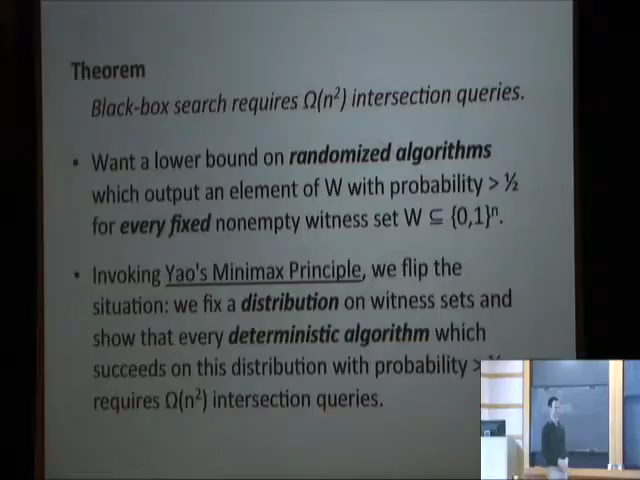 Theorem
Black-box search requires Ω(n²) intersection queries.
• Want a lower bound on randomized algorithms
which output an element of W with probability > ½
for every fixed nonempty witness set W ⊆ {0,1}ⁿ.
• Invoking Yao's Minimax Principle, we flip the
situation: we fix a distribution on witness sets and
show that every deterministic algorithm which
succeeds on this distribution with probability >
requires Ω(n²) intersection queries.